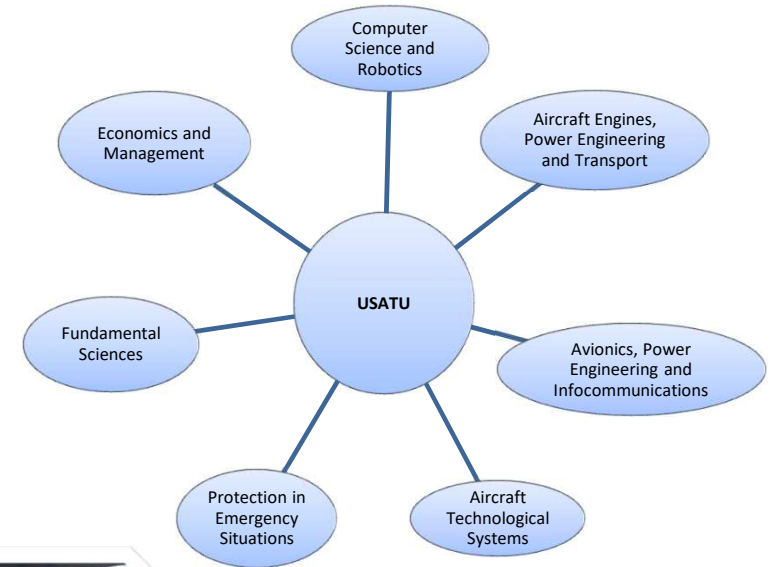 Computer
Science and
Robotics
Aircraft Engines,
Power Engineering
and Transport
Economics and
Management
USATU
Fundamental
Sciences
Avionics, Power
Engineering and
Infocommunications
Protection in
Emergency
Situations
Aircraft
Technological
Systems